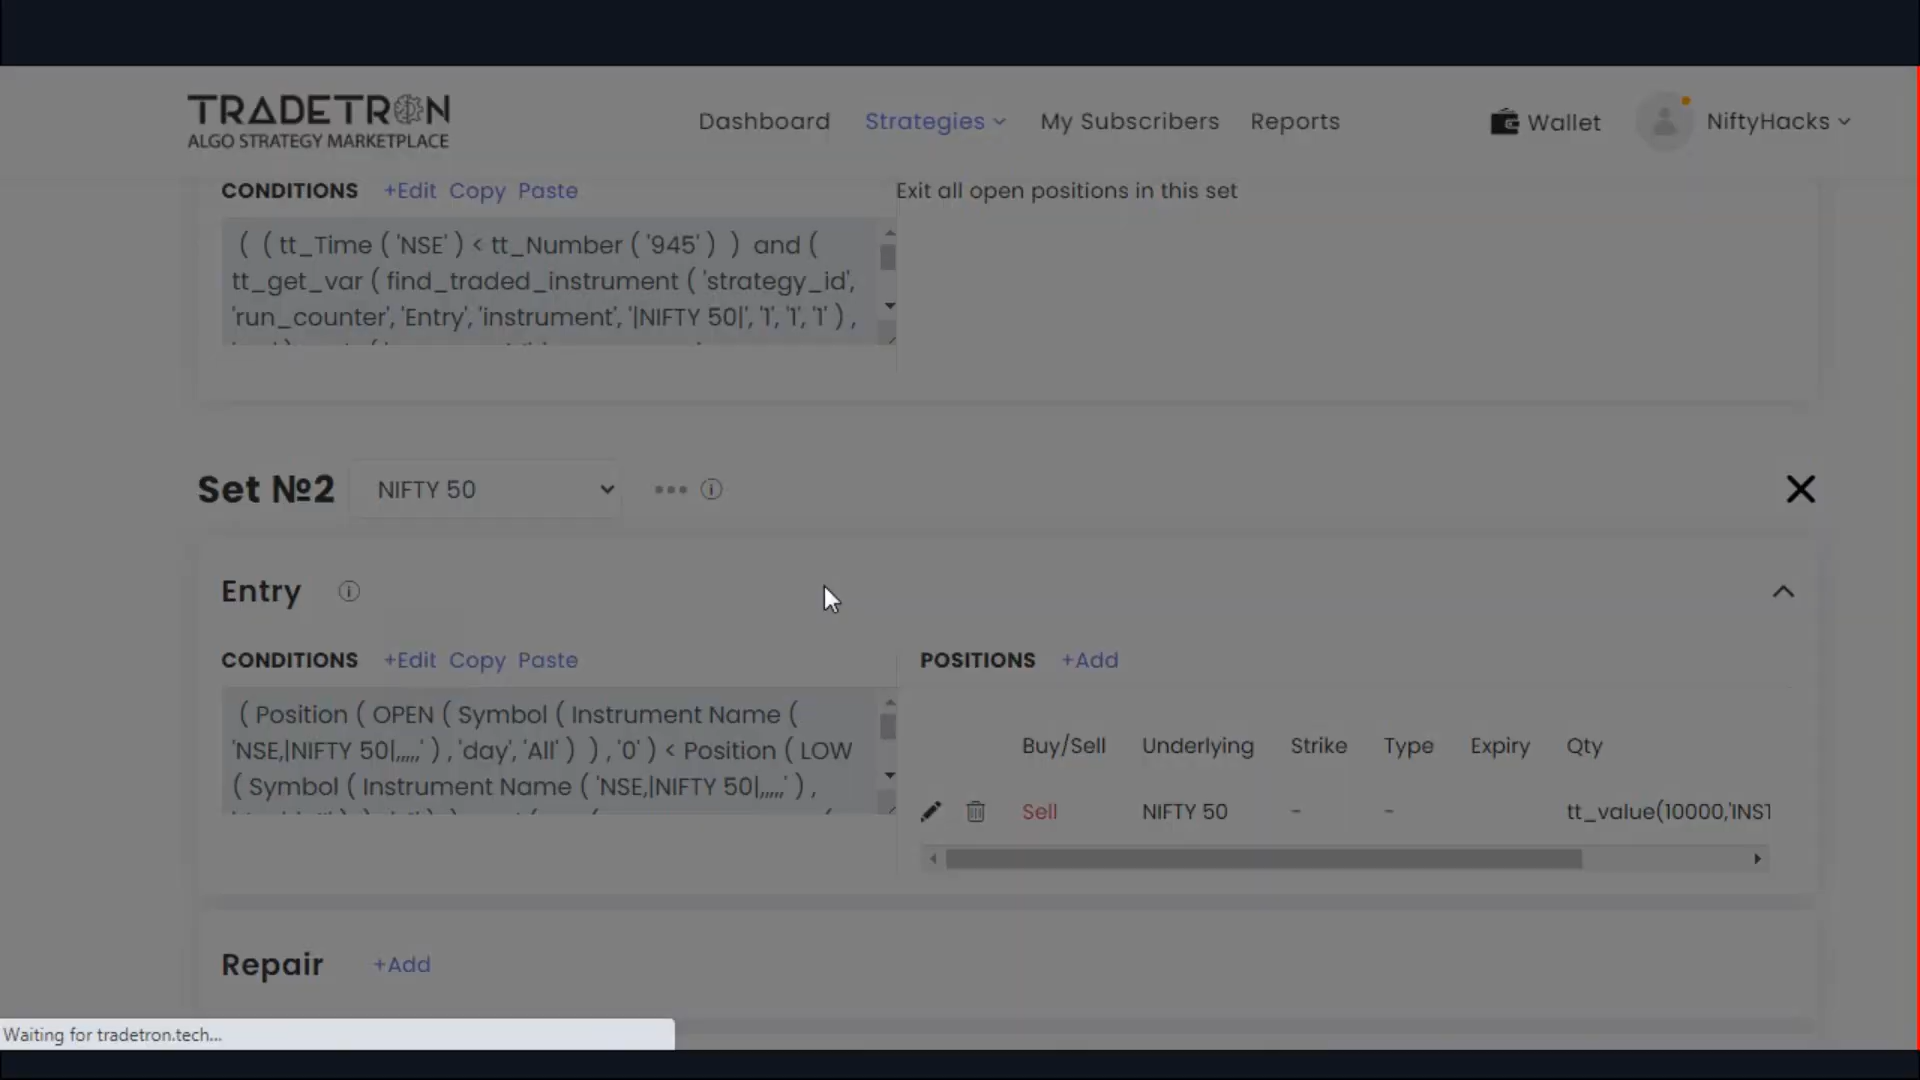 TRADETRON
ALGO STRATEGY MARKETPLACE
Dashboard
Strategies
My Subscribers
Reports
Wallet
NiftyHacks
CONDITIONS +Edit Copy Paste
Exit all open positions in this set
( ( tt_Time ( 'NSE' ) < tt_Number ( '945' ) ) and (
tt_get_var ( find_traded_instrument ( 'strategy_id',
'run_counter', 'Entry', 'instrument', '|NIFTY 50|', '1', '1', '1' ) ,
Set №2
NIFTY 50
Entry
CONDITIONS +Edit Copy Paste
( Position ( OPEN ( Symbol ( Instrument Name (
'NSE,|NIFTY 50|,,,,,' ) , 'day', 'All' ) ) , '0' ) < Position ( LOW
( Symbol ( Instrument Name ( 'NSE,|NIFTY 50|,,,,,' ) ,
POSITIONS +Add
Buy/Sell Underlying Strike Type Expiry Qty
Sell NIFTY 50 - - tt_value(10000,'INST
Repair +Add
Waiting for tradetron.tech...